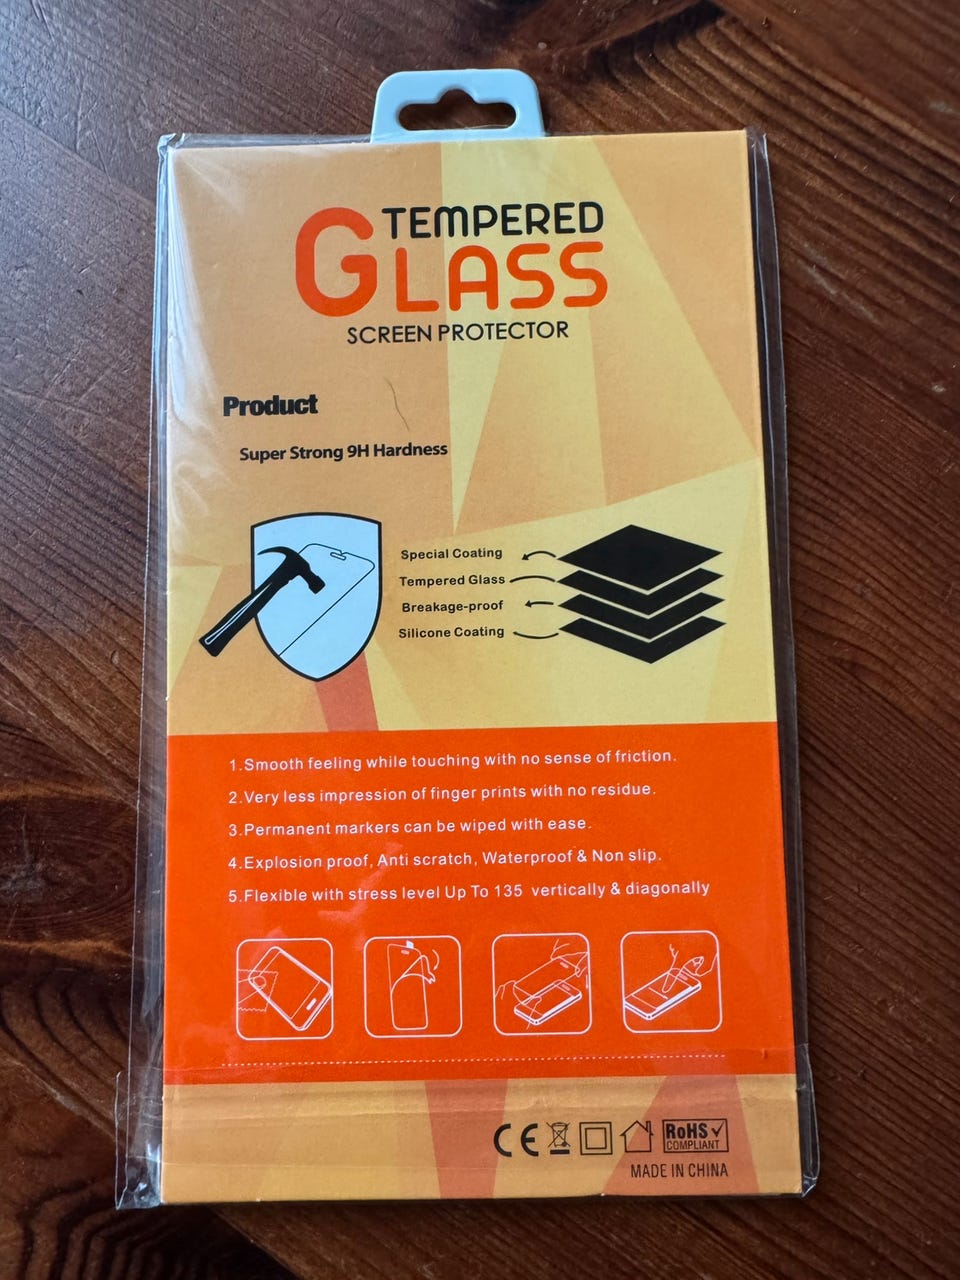 TEMPERED
GLASS
SCREEN PROTECTOR
Product
Super Strong 9H Hardness
Special Coating
Tempered Glass
Breakage-proof
Silicone Coating
1.Smooth feeling while touching with no sense of friction.
2.Very less impression of finger prints with no residue.
3.Permanent markers can be wiped with ease.
4.Explosion proof, Anti scratch, Waterproof & Non slip.
5.Flexible with stress level Up To 135 vertically & diagonally
CE
RoHS
COMPLIANT
MADE IN CHINA